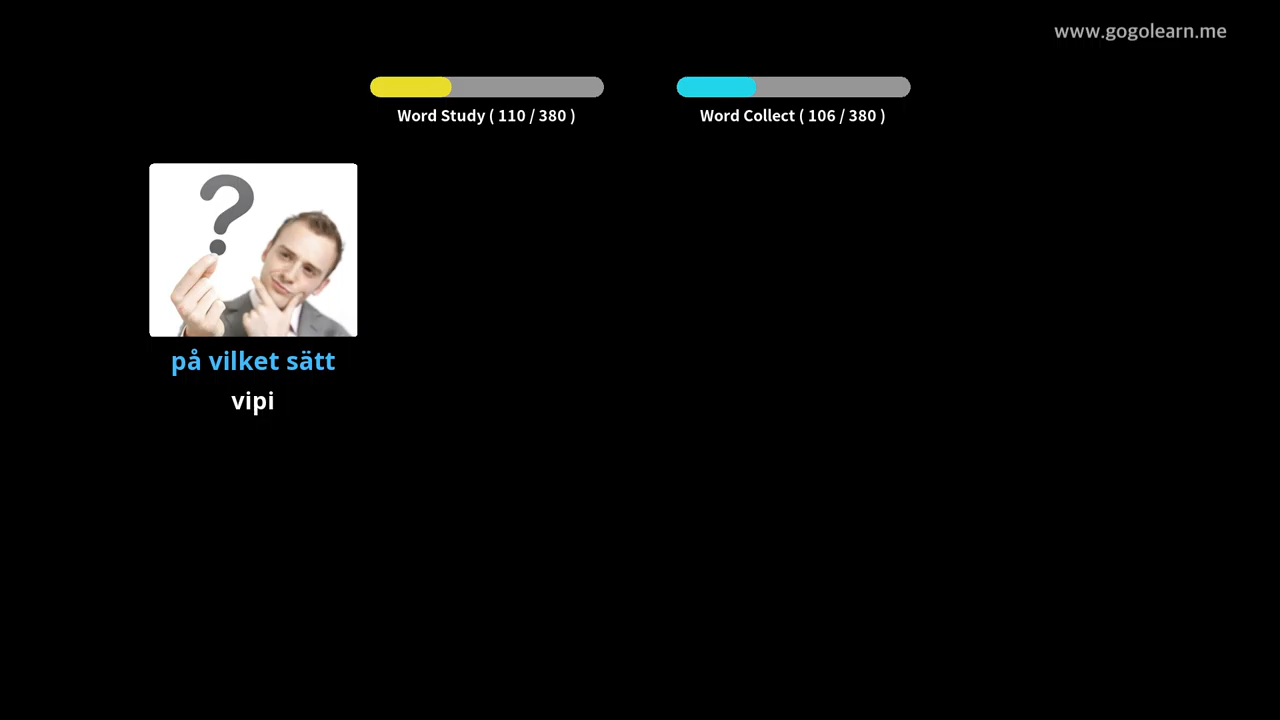 www.gogolearn.me
Word Study ( 110 / 380 )
Word Collect ( 106 / 380 )
?
på vilket sätt
vipi